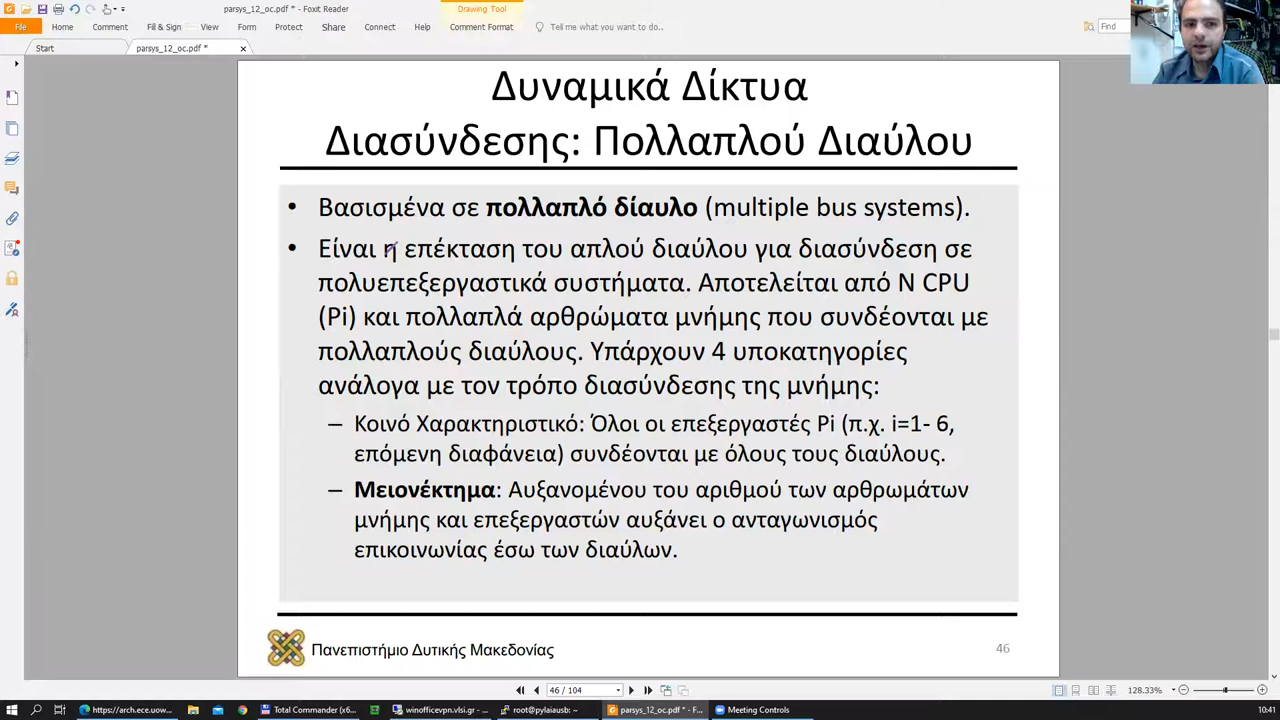 parsys_12_oc.pdf * - Foxit Reader
Drawing Tool
File Home Comment View Form Protect Share Connect Help Comment Format Tell me what you want to do... Find
Fill & Sign
Start parsys_12_oc.pdf *
Δυναμικά Δίκτυα
Διασύνδεσης: Πολλαπλού Διαύλου
• Βασισμένα σε πολλαπλό δίαυλο (multiple bus systems).
• Είναι η επέκταση του απλού διαύλου για διασύνδεση σε
πολυεπεξεργαστικά συστήματα. Αποτελείται από N CPU
(Pi) και πολλαπλά αρθρώματα μνήμης που συνδέονται με
πολλαπλούς διαύλους. Υπάρχουν 4 υποκατηγορίες
ανάλογα με τον τρόπο διασύνδεσης της μνήμης:
– Κοινό Χαρακτηριστικό: Όλοι οι επεξεργαστές Pi (π.χ. i=1- 6,
επόμενη διαφάνεια) συνδέονται με όλους τους διαύλους.
– Μειονέκτημα: Αυξανομένου του αριθμού των αρθρωμάτων
μνήμης και επεξεργαστών αυξάνει ο ανταγωνισμός
επικοινωνίας έσω των διαύλων.
Πανεπιστήμιο Δυτικής Μακεδονίας
46
46 / 104
128.33%
https://arch.ece.uow... Total Commander (x6... winofficevpn.vlsi.gr - ... root@pylaiausb: ~ parsys_12_oc.pdf * - F... Meeting Controls 10:41